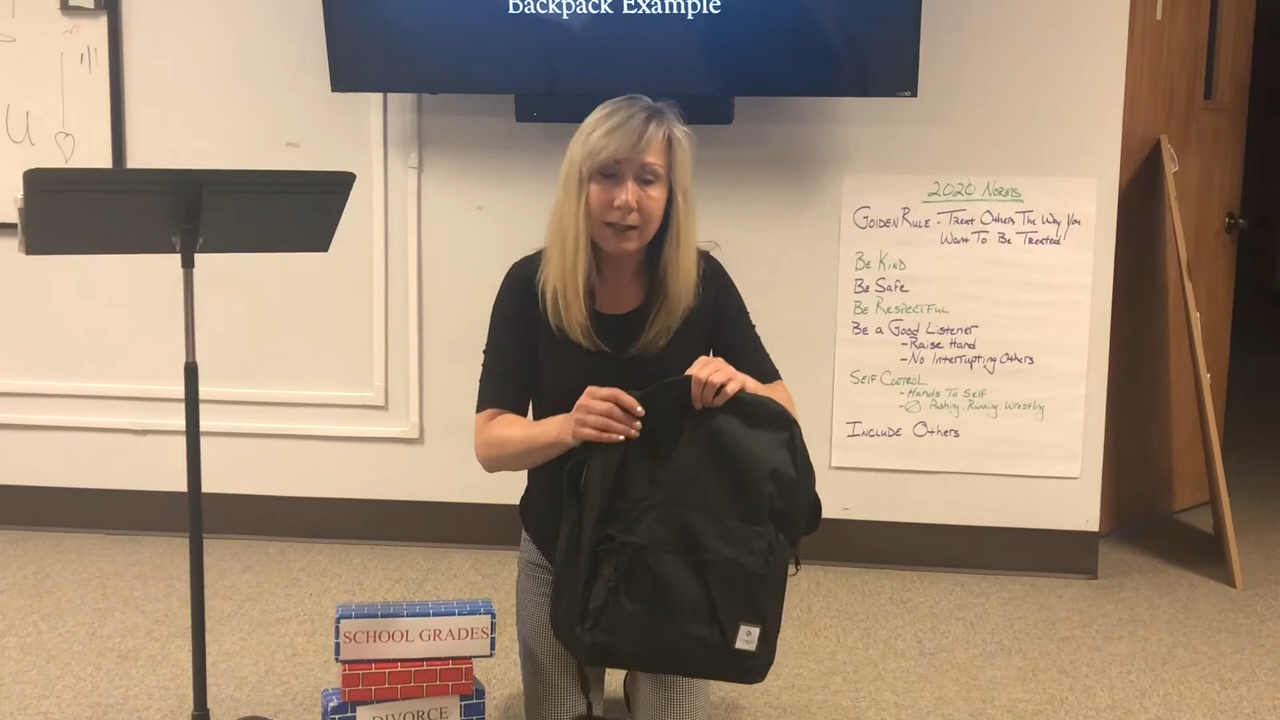 Backpack Example
U
2020 Norms
Golden Rule - Treat Others The Way You
Want To Be Treated
Be Kind
Be Safe
Be Respectful
Be a Good Listener
- Raise Hand
- No Interrupting Others
Self Control
- Hands To Self
- Pushing, Running, Wrestling
Include Others
SCHOOL GRADES
DIVORCE
VIZIO